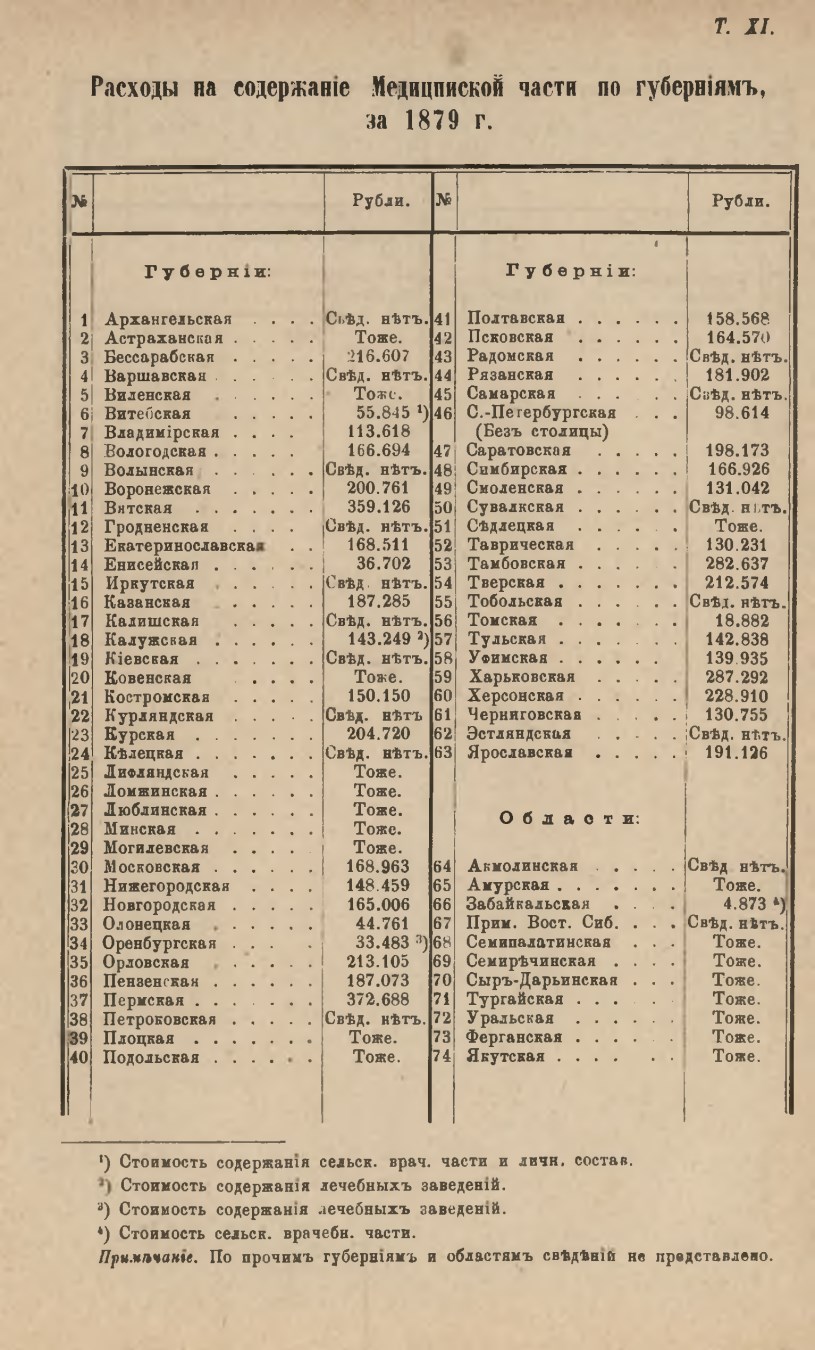 Т. XI.
Расходы на содержаніе Медицинской части по губерніямъ,
за 1879 г.
№ Рубли.
Губерніи:
1 Архангельская . . . . Свѣд. нѣтъ.
2 Астраханская . . . . . Тоже.
3 Бессарабская . . . . . 216.607
4 Варшавская . . . . Свѣд. нѣтъ.
5 Виленская . . . . . Тоже.
6 Витебская . . . . . 55.845 ¹)
7 Владимірская . . . . 113.618
8 Вологодская . . . . . 166.694
9 Волынская . . . . . . Свѣд. нѣтъ.
10 Воронежская . . . . . 200.761
11 Вятская . . . . . . . 359.126
12 Гродненская . . . . Свѣд. нѣтъ.
13 Екатеринославская . . 168.511
14 Енисейская . . . . . . 36.702
15 Иркутская . . . . . Свѣд. нѣтъ.
16 Казанская . . . . . 187.285
17 Калишская . . . . . Свѣд. нѣтъ.
18 Калужская . . . . . . 143.249 ²)
19 Кіевская . . . . . . . Свѣд. нѣтъ.
20 Ковенская . . . . Тоже.
21 Костромская . . . . . 150.150
22 Курляндская . . . . . Свѣд. нѣтъ
23 Курская . . . . . . . 204.720
24 Кѣлецкая . . . . . . . Свѣд. нѣтъ.
25 Лифляндская . . . . . Тоже.
26 Ломжинская . . . . . . Тоже.
27 Люблинская . . . . . . Тоже.
28 Минская . . . . . . . Тоже.
29 Могилевская . . . . Тоже.
30 Московская . . . . . . 168.963
31 Нижегородская . . . . 148.459
32 Новгородская . . . . . 165.006
33 Олонецкая . . . . . . 44.761
34 Оренбургская . . . . 33.483 ³)
35 Орловская . . . . . 213.105
36 Пензенская . . . . . 187.073
37 Пермская . . . . . . . 372.688
38 Петроковская . . . . . Свѣд. нѣтъ.
39 Плоцкая . . . . . . . Тоже.
40 Подольская . . . . . . Тоже.
№ Рубли.
Губерніи:
41 Полтавская . . . . . . 158.568
42 Псковская . . . . . . 164.570
43 Радомская . . . . . . Свѣд. нѣтъ.
44 Рязанская . . . . . . 181.902
45 Самарская . . . . . Свѣд. нѣтъ.
46 С.-Петербургская . . . 98.614
(Безъ столицы)
47 Саратовская . . . . . 198.173
48 Симбирская . . . . . . 166.926
49 Смоленская . . . . . . 131.042
50 Сувалкская . . . . . . Свѣд. нѣтъ.
51 Сѣдлецкая . . . . . . Тоже.
52 Таврическая . . . . . 130.231
53 Тамбовская . . . . . . 282.637
54 Тверская . . . . . . . 212.574
55 Тобольская . . . . . . Свѣд. нѣтъ.
56 Томская . . . . . . . 18.882
57 Тульская . . . . . . . 142.838
58 Уфимская . . . . . . 139.935
59 Харьковская . . . . . 287.292
60 Херсонская . . . . . . 228.910
61 Черниговская . . . . . 130.755
62 Эстляндская . . . . . Свѣд. нѣтъ.
63 Ярославская . . . . . 191.126
Области:
64 Акмолинская . . . . Свѣд нѣтъ.
65 Амурская . . . . . . . Тоже.
66 Забайкальская . . . . 4.873 ⁴)
67 Прим. Вост. Сиб. . . . Свѣд. нѣтъ.
68 Семипалатинская . . . Тоже.
69 Семирѣчинская . . . . Тоже.
70 Сыръ-Дарьинская . . . Тоже.
71 Тургайская . . . . . Тоже.
72 Уральская . . . . . . Тоже.
73 Ферганская . . . . . . Тоже.
74 Якутская . . . . . . Тоже.
¹) Стоимость содержанія сельск. врач. части и личн. состав.
²) Стоимость содержанія лечебныхъ заведеній.
³) Стоимость содержанія лечебныхъ заведеній.
⁴) Стоимость сельск. врачебн. части.
Примѣчаніе. По прочимъ губерніямъ и областямъ свѣдѣній не представлено.